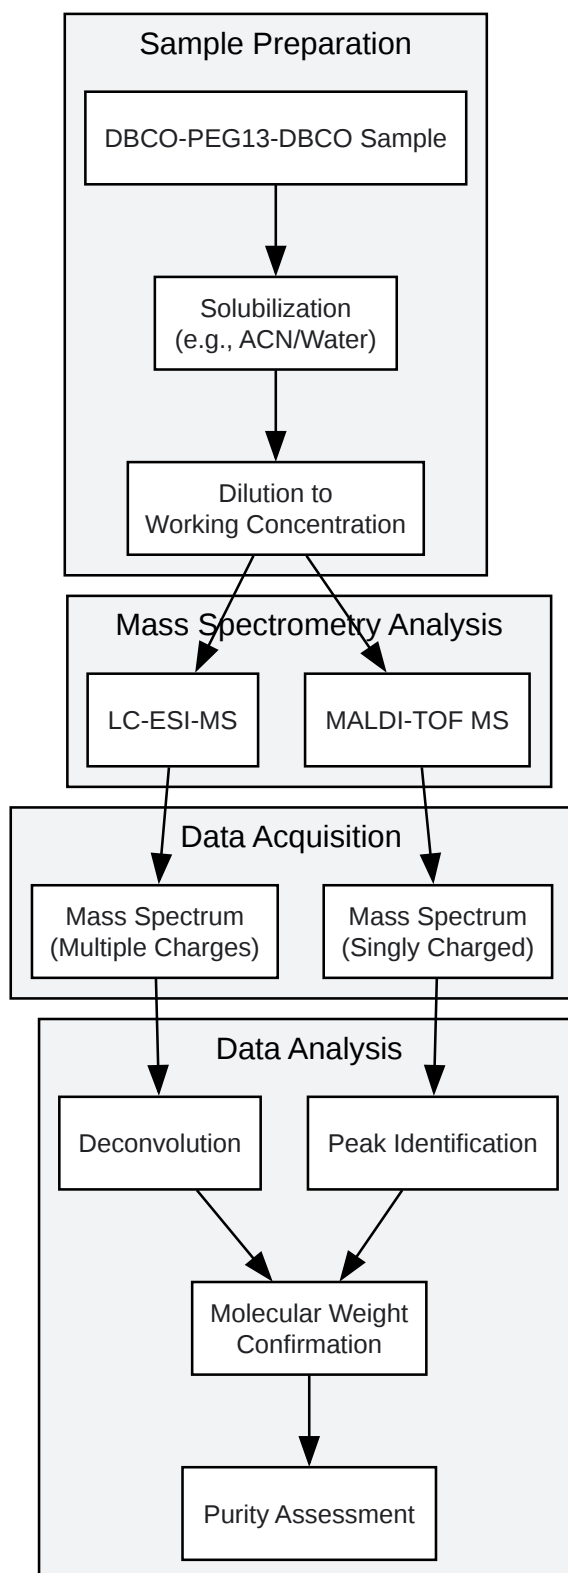 Sample Preparation
DBCO-PEG13-DBCO Sample
Solubilization
(e.g., ACN/Water)
Dilution to
Working Concentration
Mass Spectrometry Analysis
LC-ESI-MS
MALDI-TOF MS
Data Acquisition
Mass Spectrum
(Multiple Charges)
Mass Spectrum
(Singly Charged)
Data Analysis
Deconvolution
Peak Identification
Molecular Weight
Confirmation
Purity Assessment